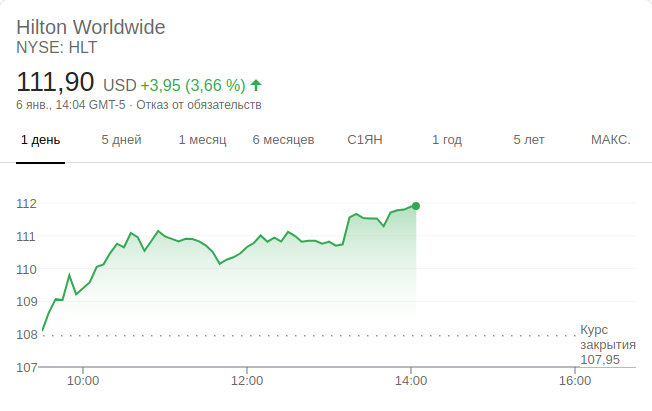 Hilton Worldwide
NYSE: HLT
111,90 USD +3,95 (3,66 %)
6 янв., 14:04 GMT-5 · Отказ от обязательств
1 день 5 дней 1 месяц 6 месяцев С1ЯН 1 год 5 лет МАКС.
112
111
110
109
108
107
Курс
закрытия
107,95
10:00 12:00 14:00 16:00